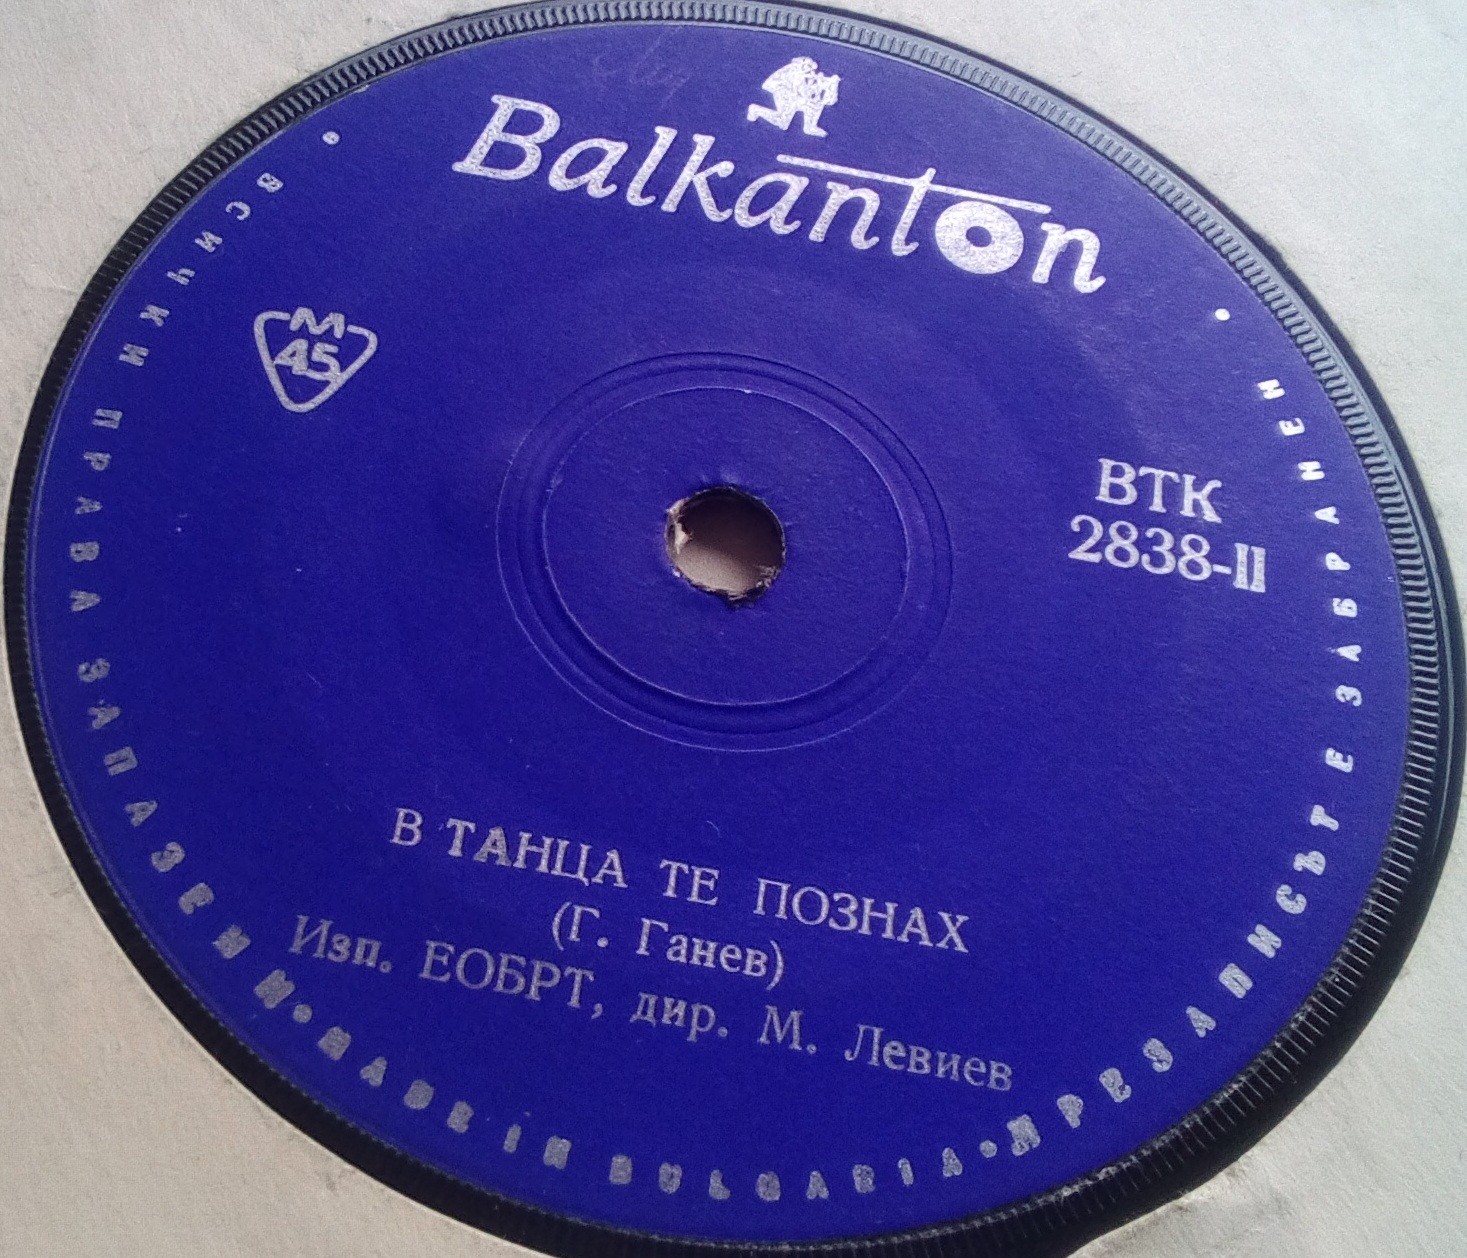 Balkanton
M
45
ВТК
2838-II
В ТАНЦА ТЕ ПОЗНАХ
(Г. Ганев)
Изп. ЕОБРТ, дир. М. Левиев
• ВСИЧКИ ПРАВА ЗАПАЗЕНИ • MADE IN BULGARIA • ПРЕЗАПИСЪТ Е ЗАБРАНЕН •